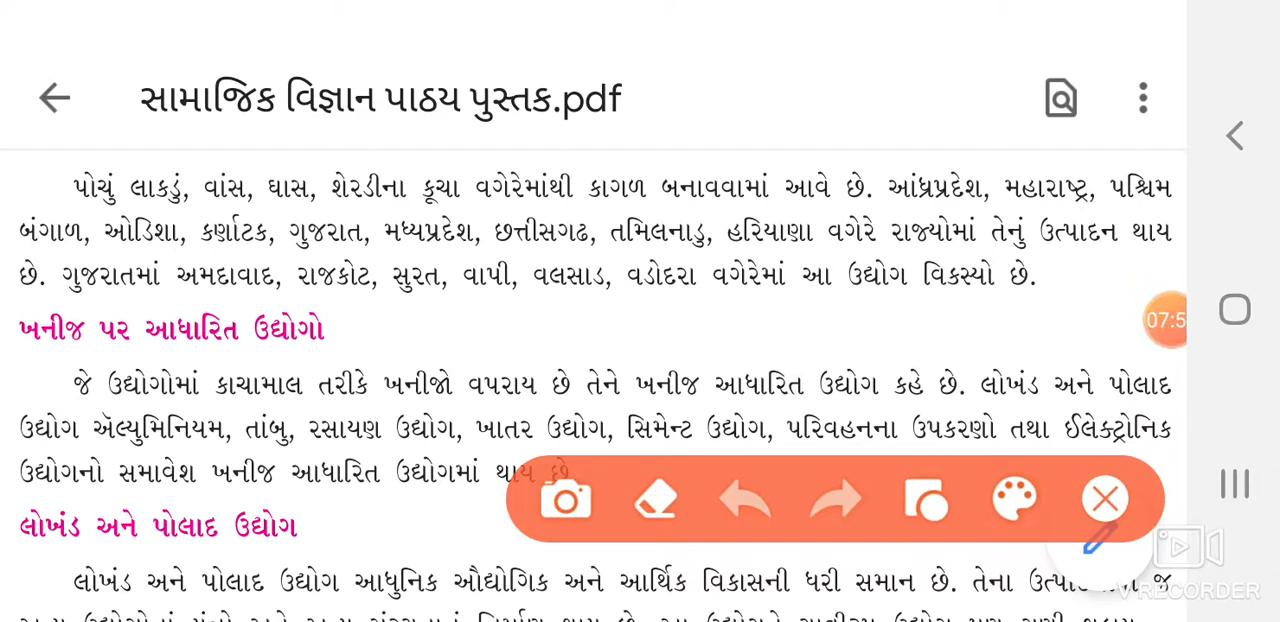 સામાજિક વિજ્ઞાન પાઠય પુસ્તક.pdf
પોચું લાકડું, વાંસ, ઘાસ, શેરડીના કૂચા વગેરેમાંથી કાગળ બનાવવામાં આવે છે. આંધ્રપ્રદેશ, મહારાષ્ટ્ર, પશ્ચિમ
બંગાળ, ઓડિશા, કર્ણાટક, ગુજરાત, મધ્યપ્રદેશ, છત્તીસગઢ, તમિલનાડુ, હરિયાણા વગેરે રાજ્યોમાં તેનું ઉત્પાદન થાય
છે. ગુજરાતમાં અમદાવાદ, રાજકોટ, સુરત, વાપી, વલસાડ, વડોદરા વગેરેમાં આ ઉદ્યોગ વિકસ્યો છે.
07:5
ખનીજ પર આધારિત ઉદ્યોગો
જે ઉદ્યોગોમાં કાચામાલ તરીકે ખનીજો વપરાય છે તેને ખનીજ આધારિત ઉદ્યોગ કહે છે. લોખંડ અને પોલાદ
ઉદ્યોગ ઍલ્યુમિનિયમ, તાંબુ, રસાયણ ઉદ્યોગ, ખાતર ઉદ્યોગ, સિમેન્ટ ઉદ્યોગ, પરિવહનના ઉપકરણો તથા ઈલેક્ટ્રોનિક
ઉદ્યોગનો સમાવેશ ખનીજ આધારિત ઉદ્યોગમાં થાય છે
લોખંડ અને પોલાદ ઉદ્યોગ
લોખંડ અને પોલાદ ઉદ્યોગ આધુનિક ઔદ્યોગિક અને આર્થિક વિકાસની ધરી સમાન છે. તેના જ
V RECORDER